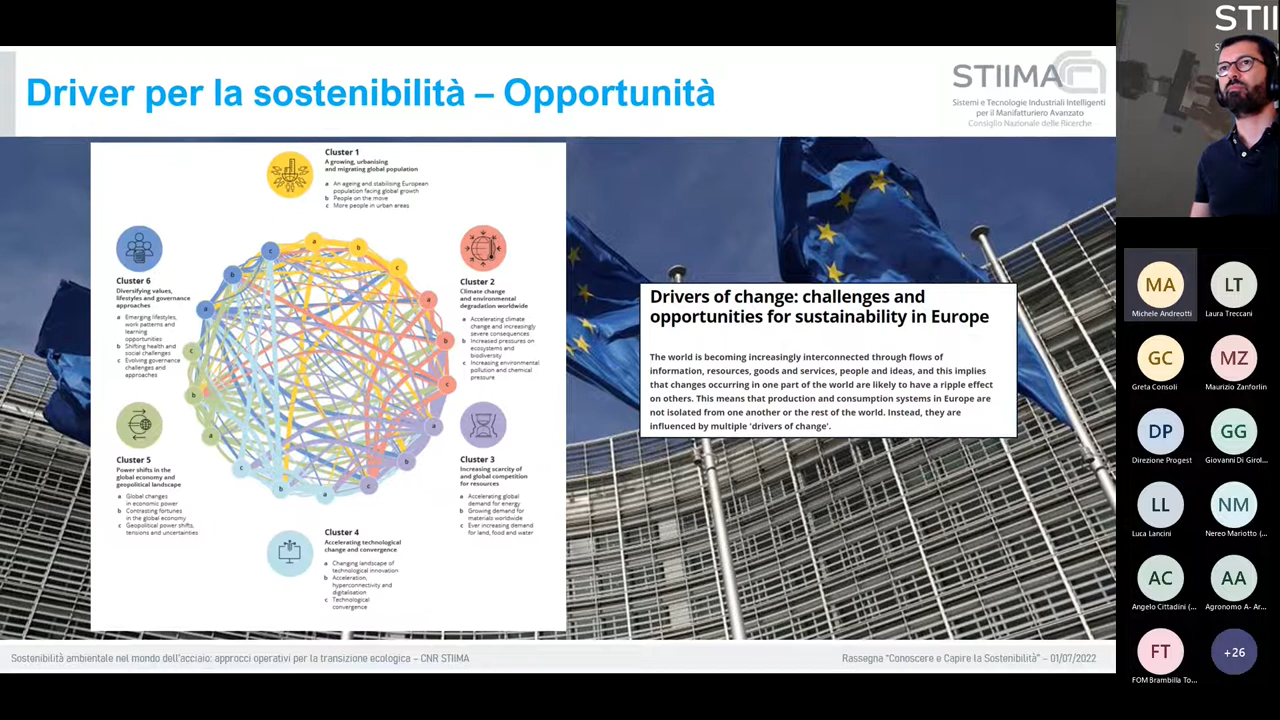 Driver per la sostenibilità – Opportunità
STIIMA
Sistemi e Tecnologie Industriali Intelligenti
per il Manifatturiero Avanzato
Consiglio Nazionale delle Ricerche
Cluster 1
A growing, urbanising
and migrating global population
a An ageing and stabilising European
population facing global growth
b People on the move
c More people in urban areas
Cluster 6
Diversifying values,
lifestyles and governance
approaches
a Emerging lifestyles,
work patterns and
learning
opportunities
b Shifting health and
social challenges
c Evolving governance
challenges and
approaches
Cluster 2
Climate change
and environmental
degradation worldwide
a Accelerating climate
change and increasingly
severe consequences
b Increased pressures on
ecosystems and
biodiversity
c Increasing environmental
pollution and chemical
pressure
Cluster 5
Power shifts in the
global economy and
geopolitical landscape
a Global changes
in economic power
b Contrasting fortunes
in the global economy
c Geopolitical power shifts,
tensions and uncertainties
Cluster 3
Increasing scarcity of
and global competition
for resources
a Accelerating global
demand for energy
b Growing demand for
materials worldwide
c Ever increasing demand
for land, food and water
Cluster 4
Accelerating technological
change and convergence
a Changing landscape of
technological innovation
b Acceleration,
hyperconnectivity and
digitalisation
c Technological
convergence
a
b
c
a
b
c
a
b
c
a
b
c
a
b
c
a
b
c
Drivers of change: challenges and
opportunities for sustainability in Europe
The world is becoming increasingly interconnected through flows of
information, resources, goods and services, people and ideas, and this implies
that changes occurring in one part of the world are likely to have a ripple effect
on others. This means that production and consumption systems in Europe are
not isolated from one another or the rest of the world. Instead, they are
influenced by multiple 'drivers of change'.
Sostenibilità ambientale nel mondo dell'acciaio: approcci operativi per la transizione ecologica – CNR STIIMA
Rassegna "Conoscere e Capire la Sostenibilità" – 01/07/2022
STII
MA
Michele Andreotti
LT
Laura Treccani
GC
Greta Consoli
MZ
Maurizio Zanforlin
DP
Direzione Progest
GG
Giovanni Di Girol...
LL
Luca Lancini
NM
Nereo Mariotto (...
AC
Angelo Cittadini (...
AA
Agronomo A- Ar...
FT
FOM Brambilla To...
+26